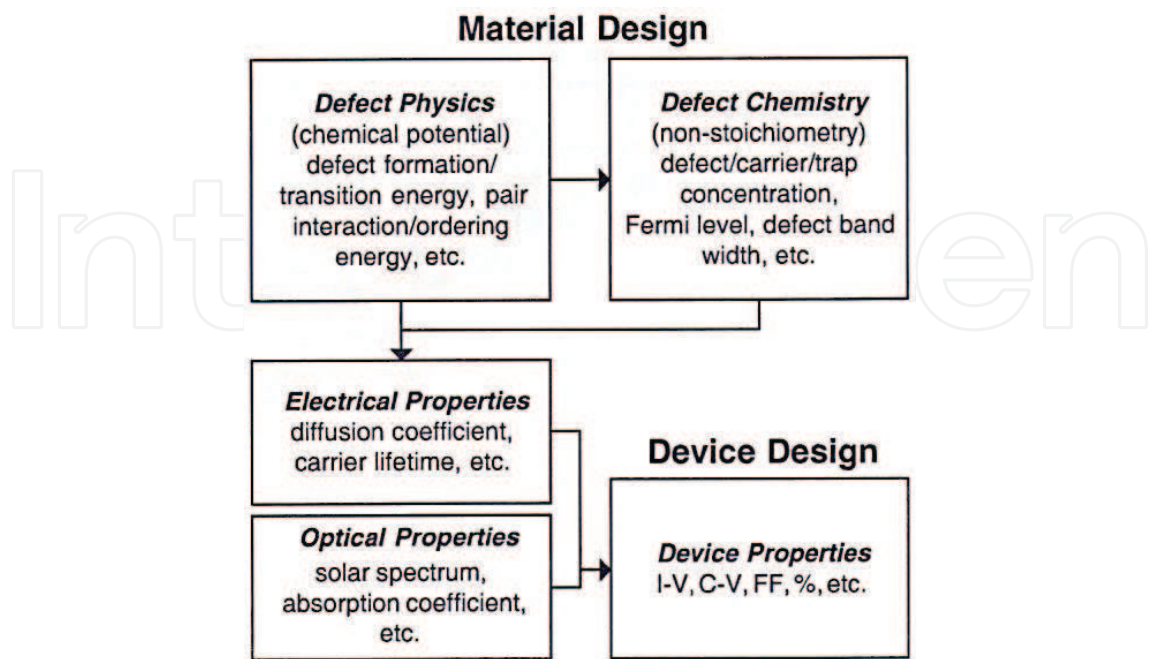 Material Design
Defect Physics
(chemical potential)
defect formation/
transition energy, pair
interaction/ordering
energy, etc.
Defect Chemistry
(non-stoichiometry)
defect/carrier/trap
concentration,
Fermi level, defect band
width, etc.
Electrical Properties
diffusion coefficient,
carrier lifetime, etc.
Optical Properties
solar spectrum,
absorption coefficient,
etc.
Device Design
Device Properties
I-V, C-V, FF, %, etc.
Int
en